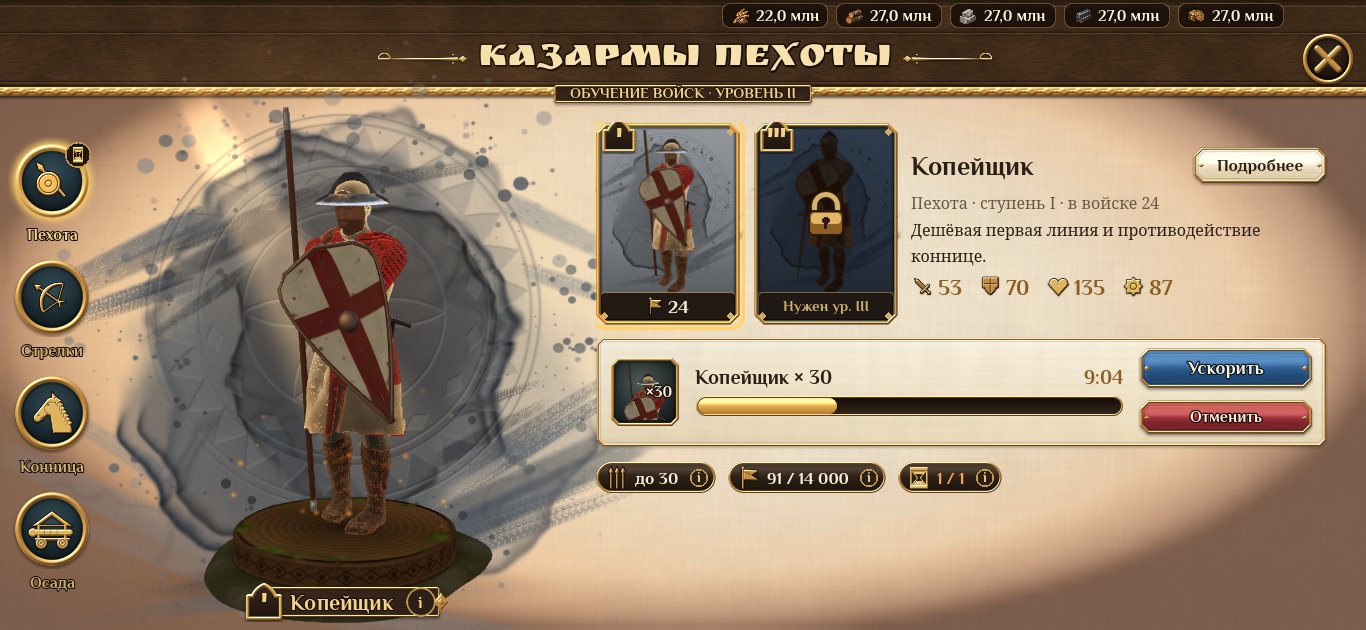 22,0 млн 27,0 млн 27,0 млн 27,0 млн 27,0 млн
КАЗАРМЫ ПЕХОТЫ
ОБУЧЕНИЕ ВОЙСК · УРОВЕНЬ II
Пехота
Стрелки
Конница
Осада
I
Копейщик
i
I
24
III
Нужен ур. III
Копейщик
Подробнее
Пехота · ступень I · в войске 24
Дешёвая первая линия и противодействие
коннице.
53 70 135 87
×30
Копейщик × 30
9:04
Ускорить
Отменить
до 30 i
91 / 14 000 i
1 / 1 i